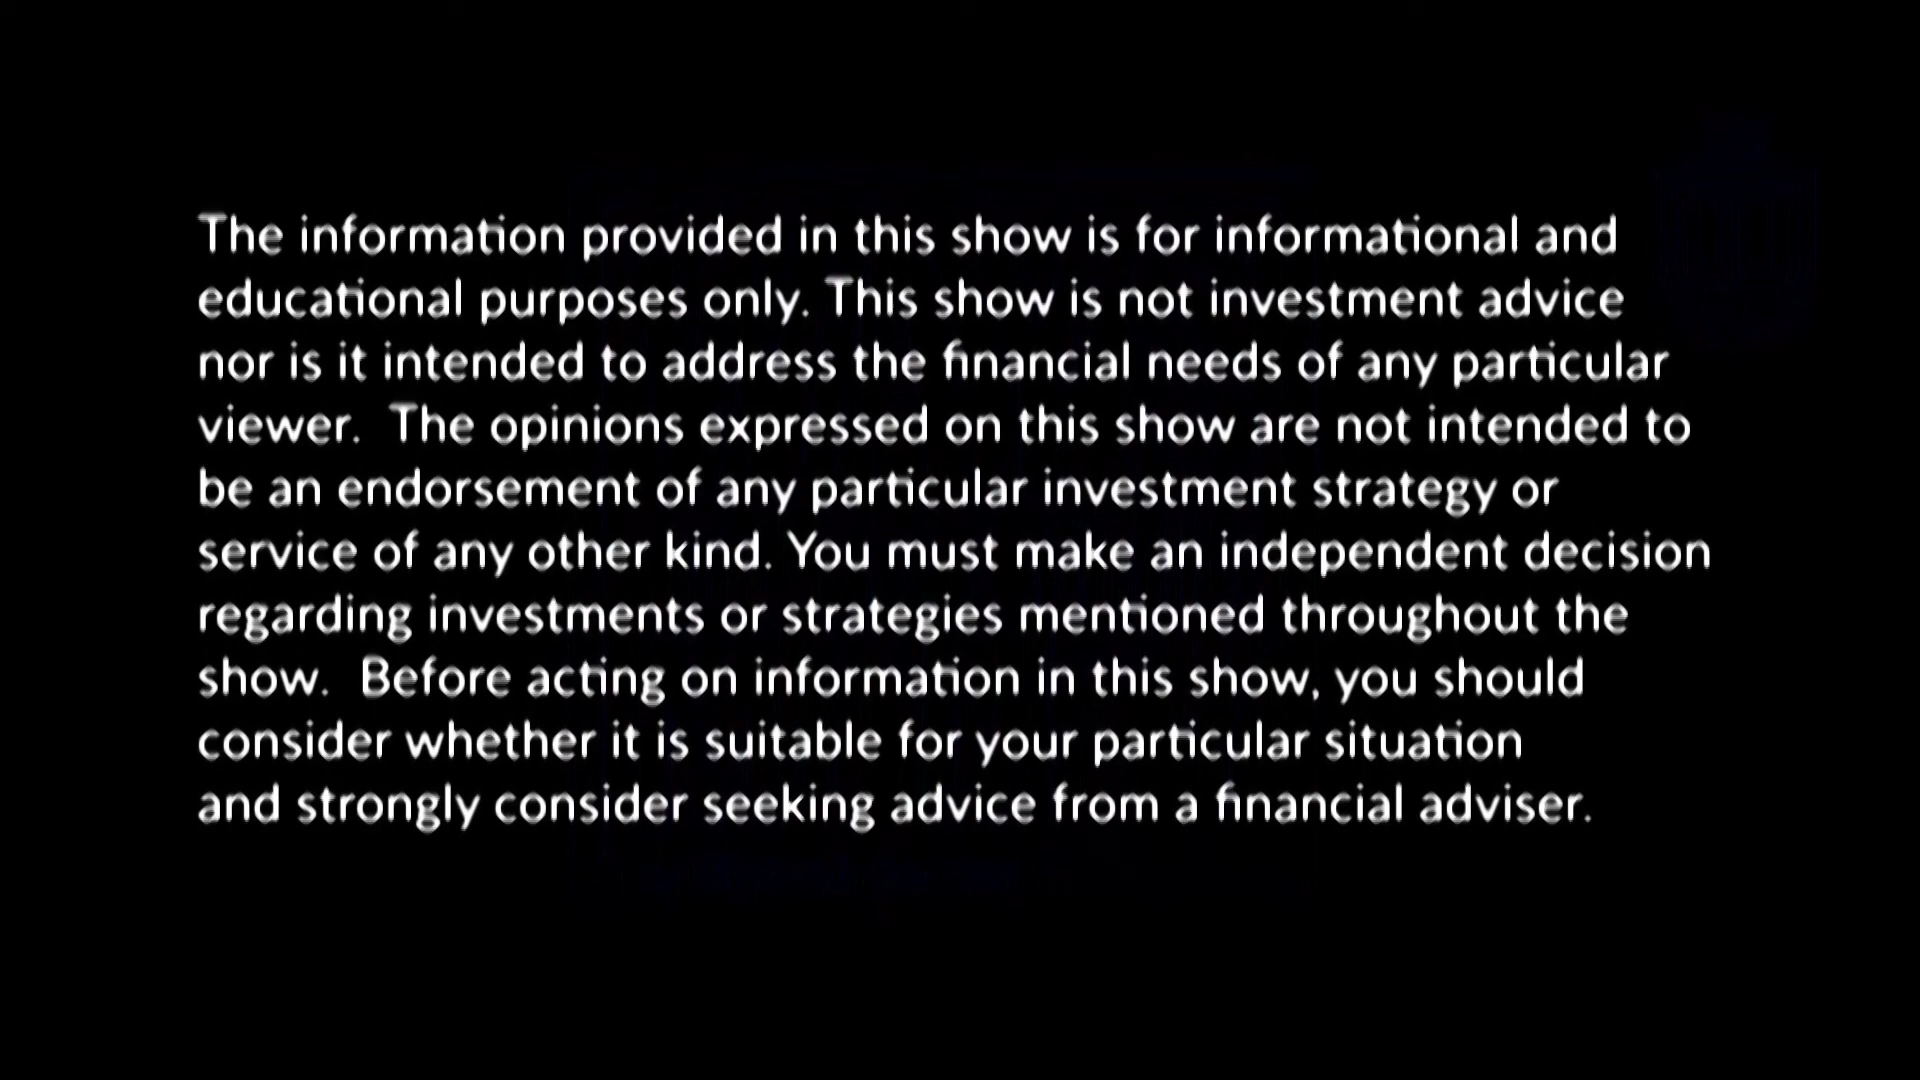 The information provided in this show is for informational and
educational purposes only. This show is not investment advice
nor is it intended to address the financial needs of any particular
viewer.  The opinions expressed on this show are not intended to
be an endorsement of any particular investment strategy or
service of any other kind. You must make an independent decision
regarding investments or strategies mentioned throughout the
show.  Before acting on information in this show, you should
consider whether it is suitable for your particular situation
and strongly consider seeking advice from a financial adviser.